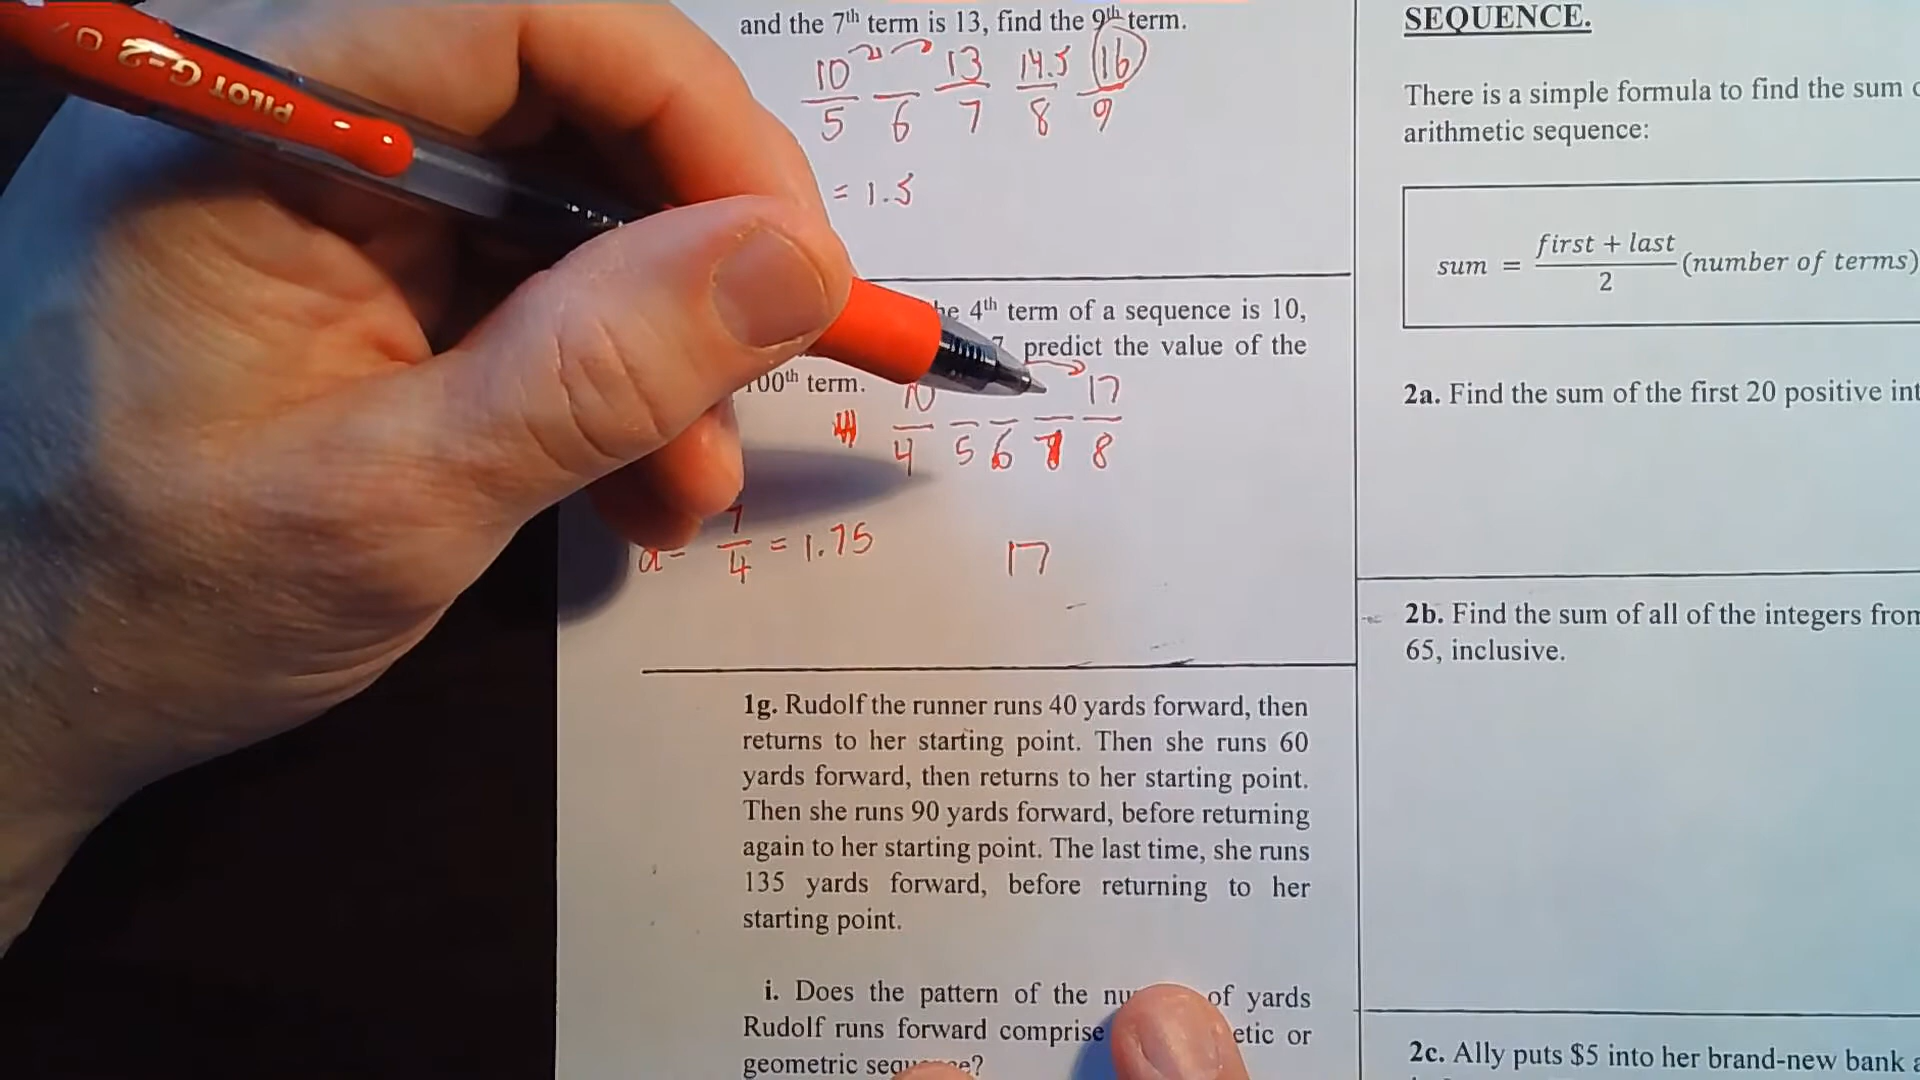 PILOT G-2 0
and the 7th term is 13, find the 9th term.
10 13 14.5 16
5 6 7 8 9
= 1.5
he 4th term of a sequence is 10,
7, predict the value of the
100th term.
10 17
4 5 6 7 8
d = 7/4 = 1.75
17
1g. Rudolf the runner runs 40 yards forward, then
returns to her starting point. Then she runs 60
yards forward, then returns to her starting point.
Then she runs 90 yards forward, before returning
again to her starting point. The last time, she runs
135 yards forward, before returning to her
starting point.
i. Does the pattern of the nu of yards
Rudolf runs forward comprise etic or
geometric sequ e?
SEQUENCE.
There is a simple formula to find the sum
arithmetic sequence:
sum = first + last / 2 (number of terms)
2a. Find the sum of the first 20 positive int
2b. Find the sum of all of the integers from
65, inclusive.
2c. Ally puts $5 into her brand-new bank a